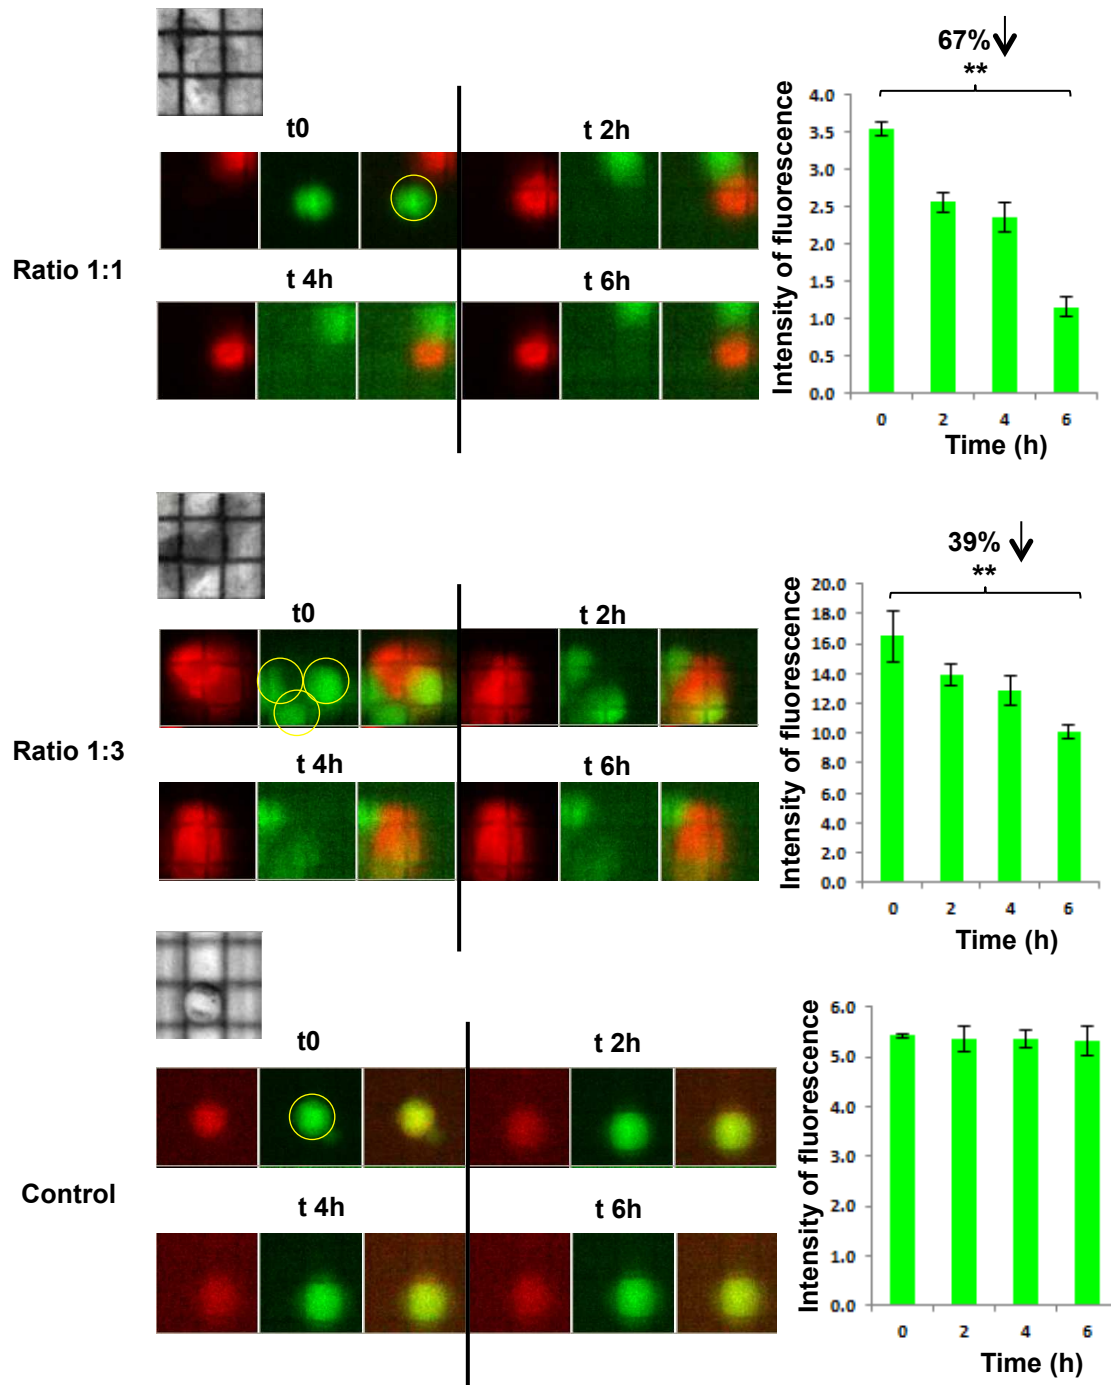 t0
t 2h
Ratio 1:1
t 4h
t 6h
67%
**
Intensity of fluorescence
4.0
3.5
3.0
2.5
2.0
1.5
1.0
0.5
0.0
0 2 4 6
Time (h)
t0
t 2h
Ratio 1:3
t 4h
t 6h
39%
**
Intensity of fluorescence
20.0
18.0
16.0
14.0
12.0
10.0
8.0
6.0
4.0
2.0
0.0
0 2 4 6
Time (h)
t0
t 2h
Control
t 4h
t 6h
Intensity of fluorescence
6.0
5.0
4.0
3.0
2.0
1.0
0.0
0 2 4 6
Time (h)